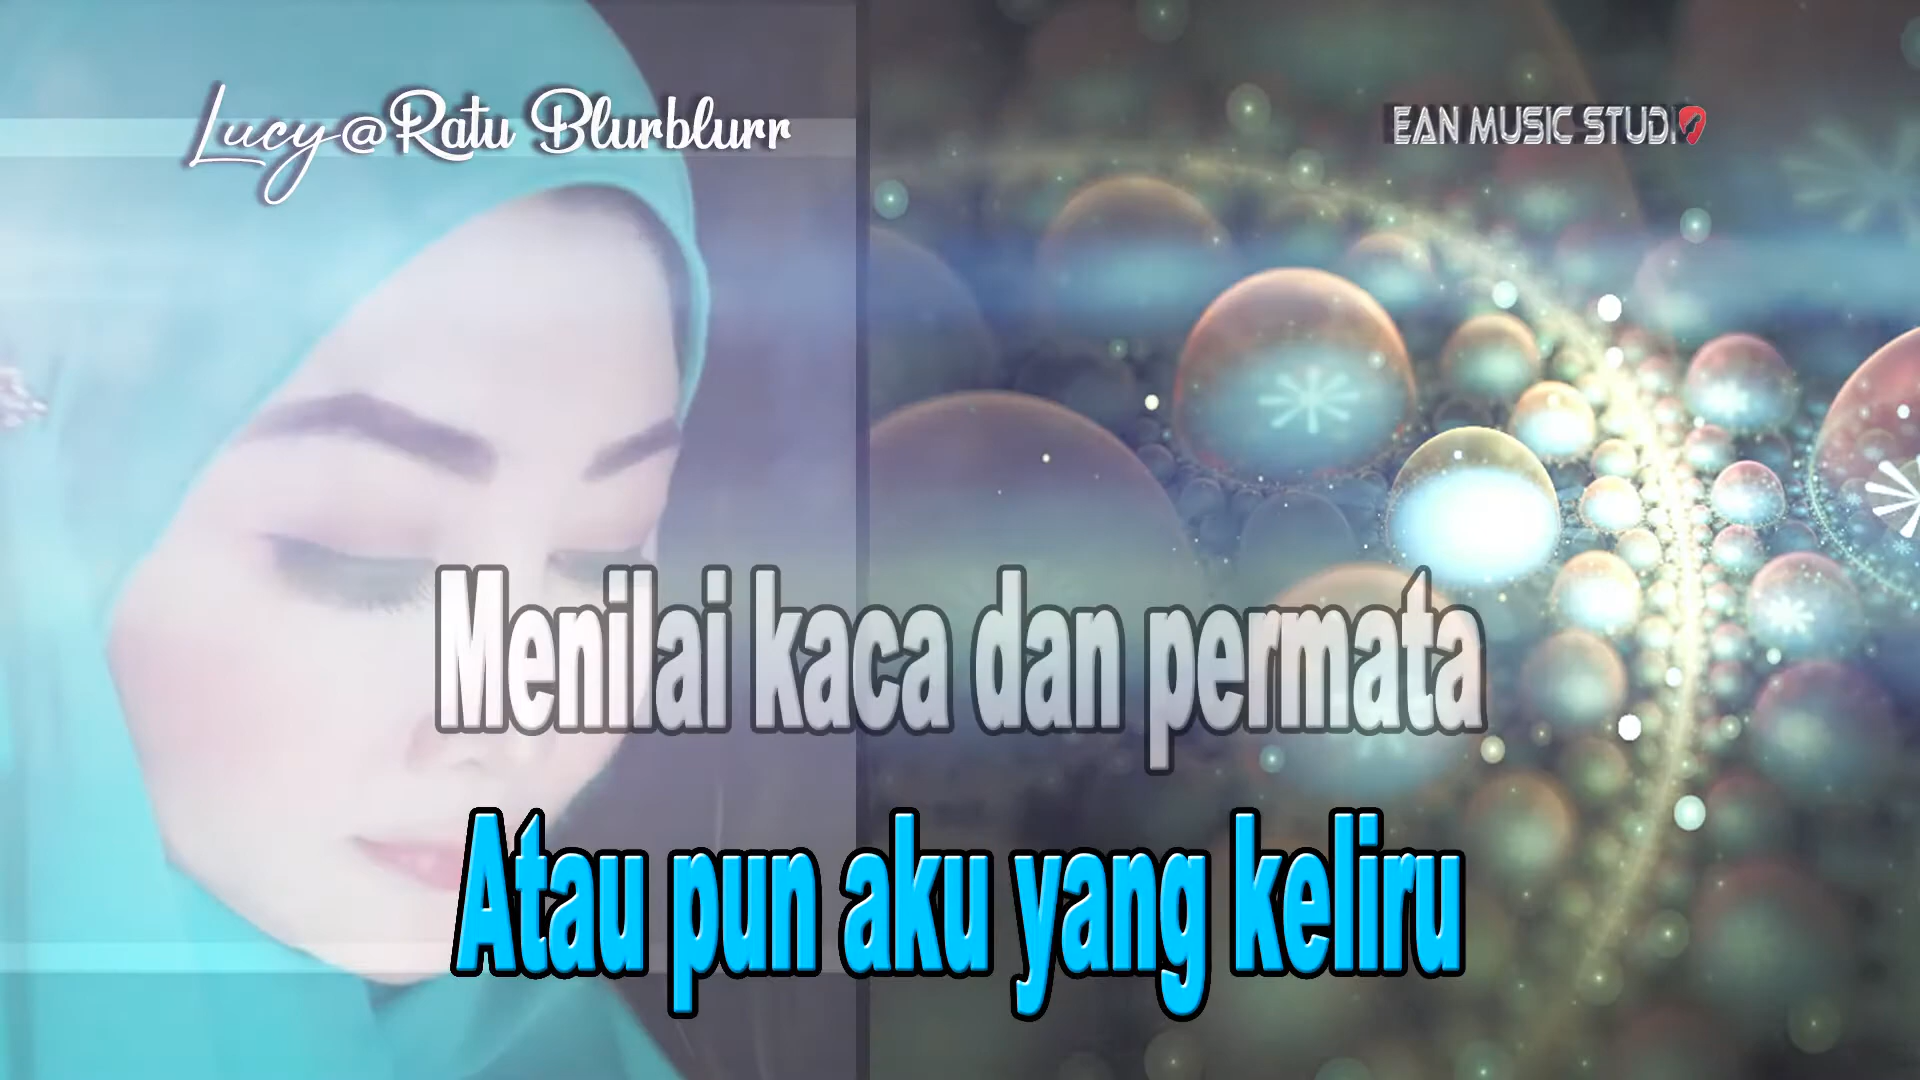 Lucy@Ratu Blurblurr
EAN MUSIC STUDIO
Menilai kaca dan permata
Atau pun aku yang keliru